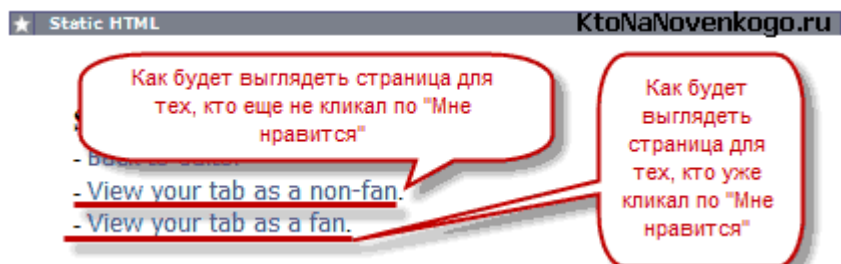 Static HTML
KtoNaNovenkogo.ru
Как будет выглядеть страница для
тех, кто еще не кликал по "Мне
нравится"
Как будет
выглядеть
страница для
тех, кто уже
кликал по "Мне
нравится"
- View your tab as a non-fan.
- View your tab as a fan.